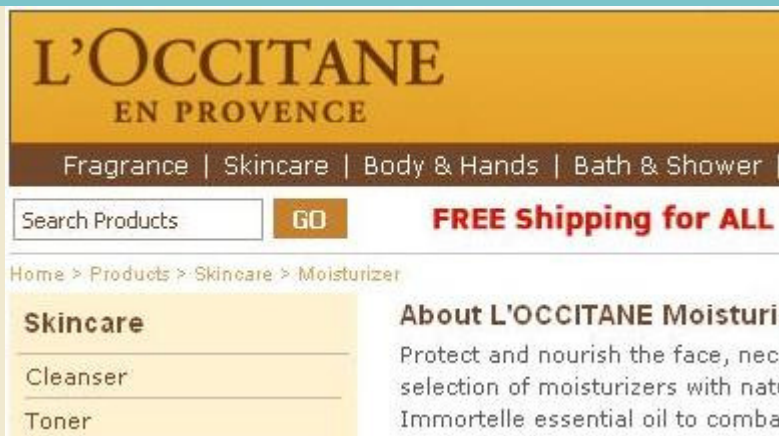 L'OCCITANE
EN PROVENCE
Fragrance | Skincare | Body & Hands | Bath & Shower |
Search Products GO FREE Shipping for ALL
Home > Products > Skincare > Moisturizer
Skincare
Cleanser
Toner
About L'OCCITANE Moisturi
Protect and nourish the face, nec
selection of moisturizers with natu
Immortelle essential oil to comba